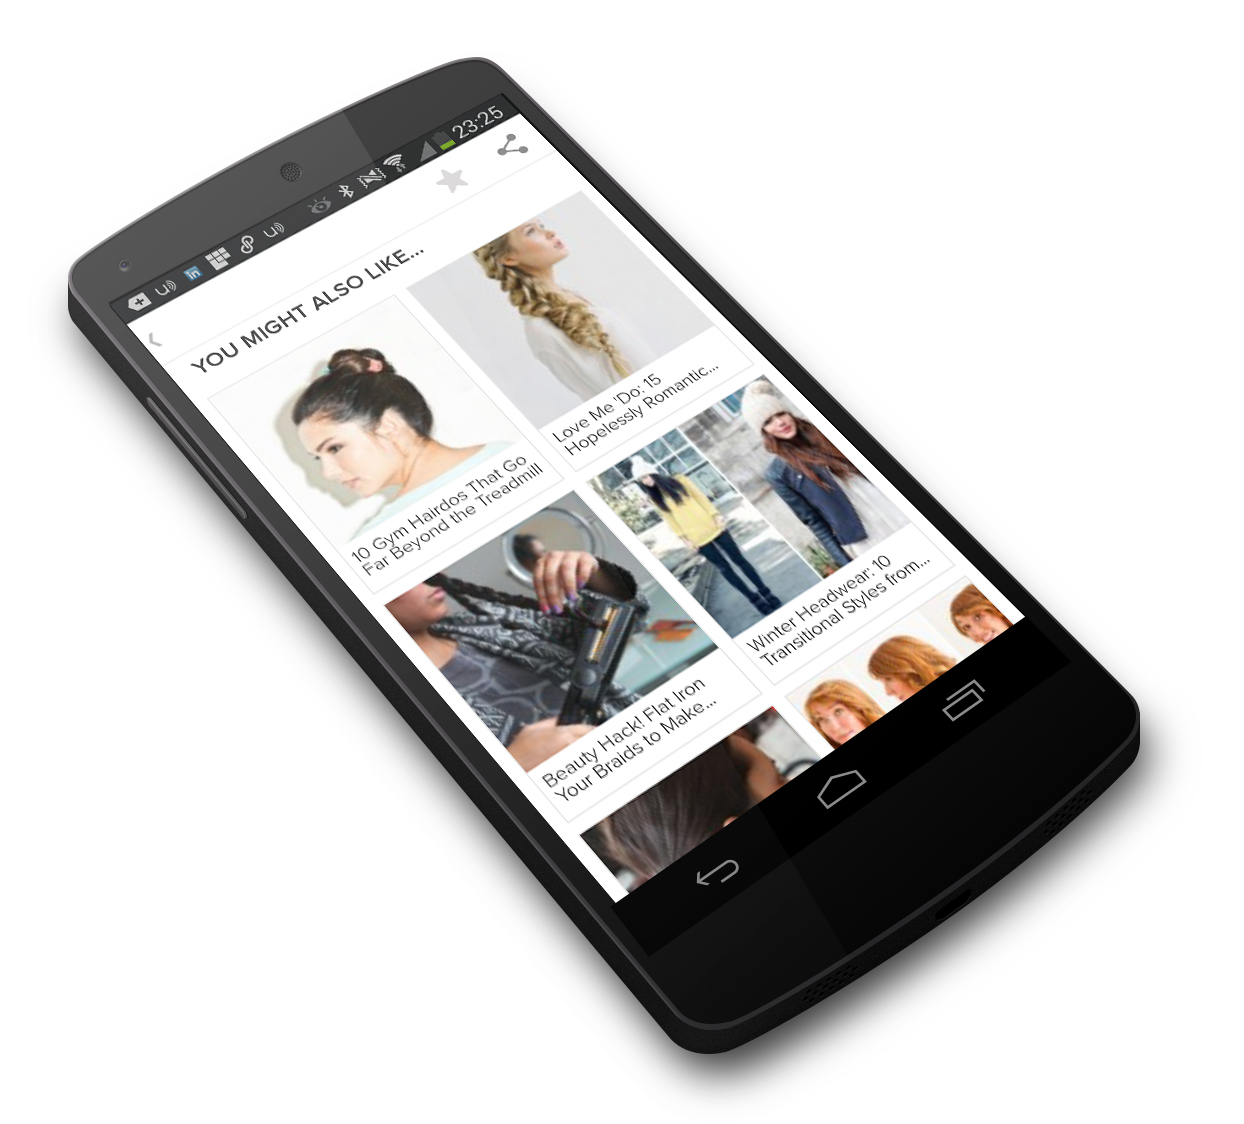 23:25
YOU MIGHT ALSO LIKE...
10 Gym Hairdos That Go
Far Beyond the Treadmill
Love Me 'Do: 15
Hopelessly Romantic...
Beauty Hack! Flat Iron
Your Braids to Make...
Winter Headwear: 10
Transitional Styles from...